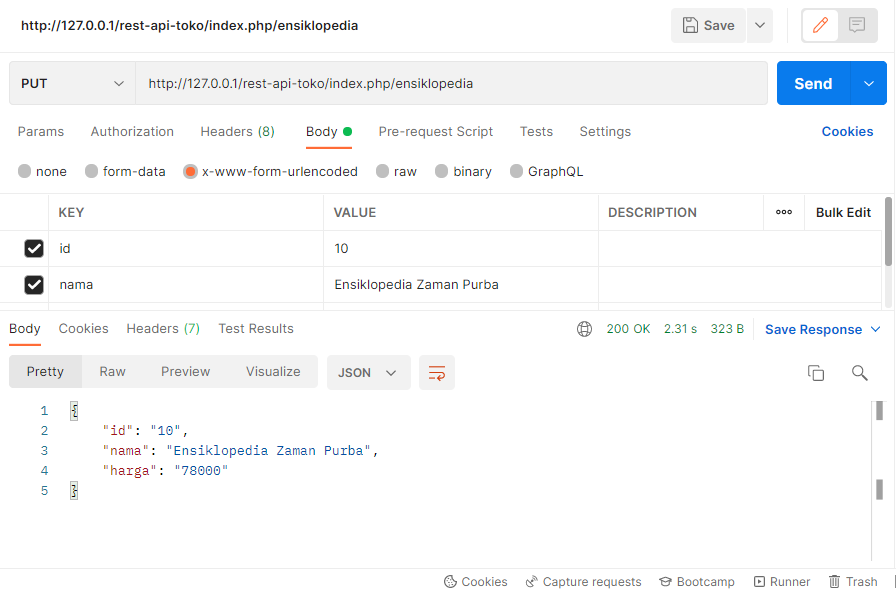 http://127.0.0.1/rest-api-toko/index.php/ensiklopedia Save
PUT http://127.0.0.1/rest-api-toko/index.php/ensiklopedia Send
Params Authorization Headers (8) Body Pre-request Script Tests Settings Cookies
none form-data x-www-form-urlencoded raw binary GraphQL
KEY VALUE DESCRIPTION Bulk Edit
id 10
nama Ensiklopedia Zaman Purba
Body Cookies Headers (7) Test Results 200 OK 2.31 s 323 B Save Response
Pretty Raw Preview Visualize JSON
1 {
2 "id": "10",
3 "nama": "Ensiklopedia Zaman Purba",
4 "harga": "78000"
5 }
Cookies Capture requests Bootcamp Runner Trash